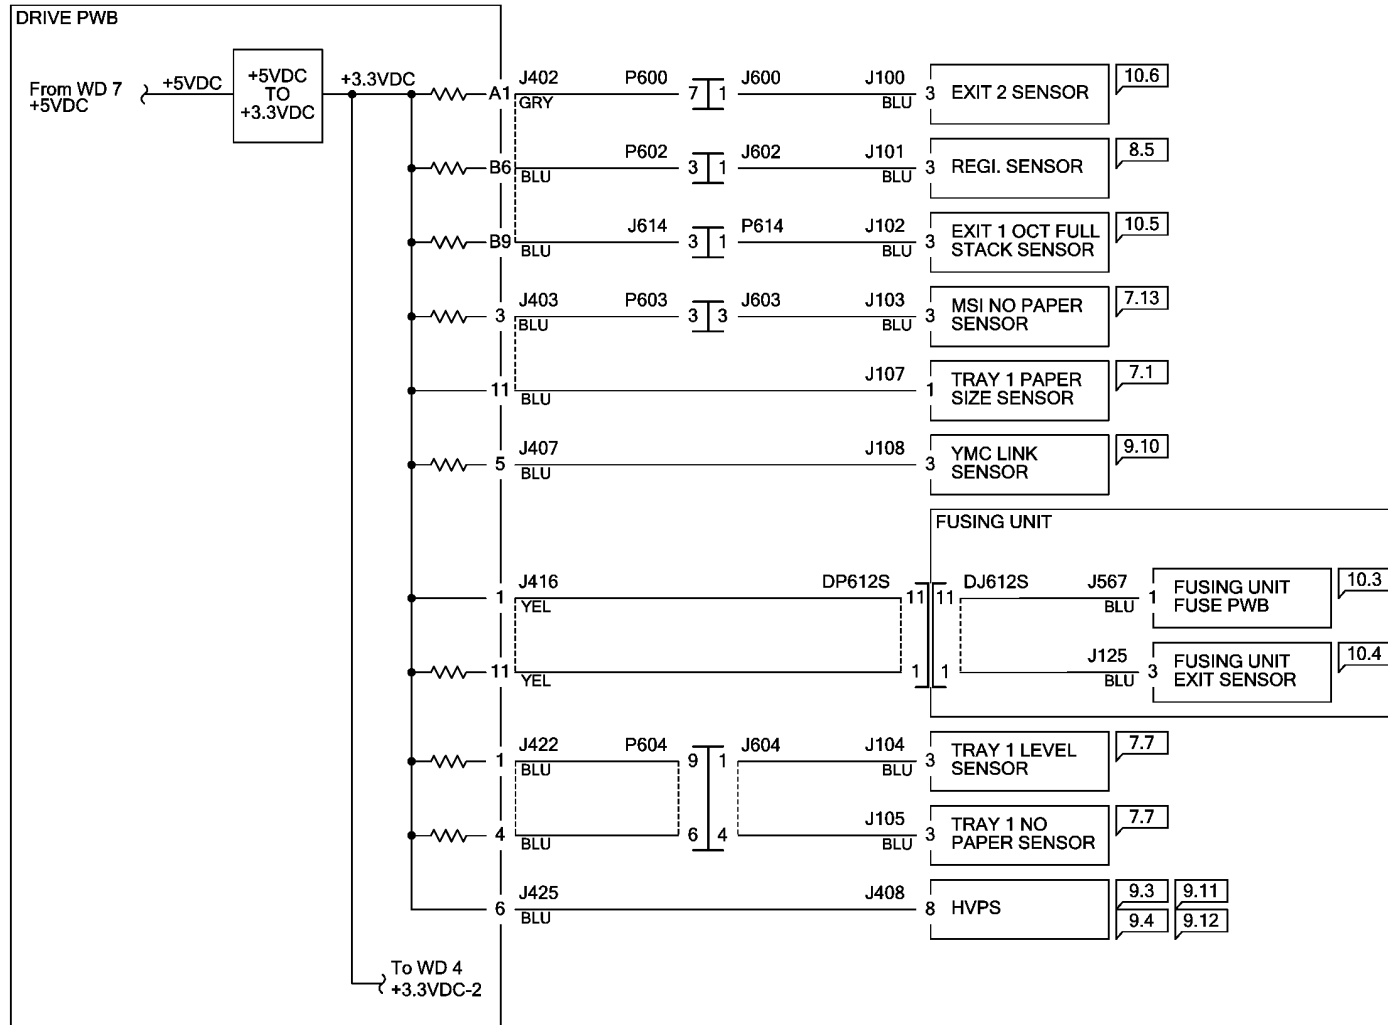 DRIVE PWB
From WD 7
+5VDC
+5VDC
+5VDC
TO
+3.3VDC
+3.3VDC
A1 J402 GRY P600 7 1 J600 J100 BLU 3 EXIT 2 SENSOR 10.6
B6 BLU P602 3 1 J602 J101 BLU 3 REGI. SENSOR 8.5
B9 BLU J614 3 1 P614 J102 BLU 3 EXIT 1 OCT FULL
STACK SENSOR
10.5
3 J403 BLU P603 3 3 J603 J103 BLU 3 MSI NO PAPER
SENSOR
7.13
11 BLU J107 1 TRAY 1 PAPER
SIZE SENSOR
7.1
5 J407 BLU J108 3 YMC LINK
SENSOR
9.10
FUSING UNIT
1 J416 YEL DP612S 11 11 DJ612S J567 BLU 1 FUSING UNIT
FUSE PWB
10.3
11 YEL 1 1 J125 BLU 3 FUSING UNIT
EXIT SENSOR
10.4
1 J422 BLU P604 9 1 J604 J104 BLU 3 TRAY 1 LEVEL
SENSOR
7.7
4 BLU 6 4 J105 BLU 3 TRAY 1 NO
PAPER SENSOR
7.7
6 J425 BLU J408 8 HVPS 9.3 9.11
9.4 9.12
To WD 4
+3.3VDC-2